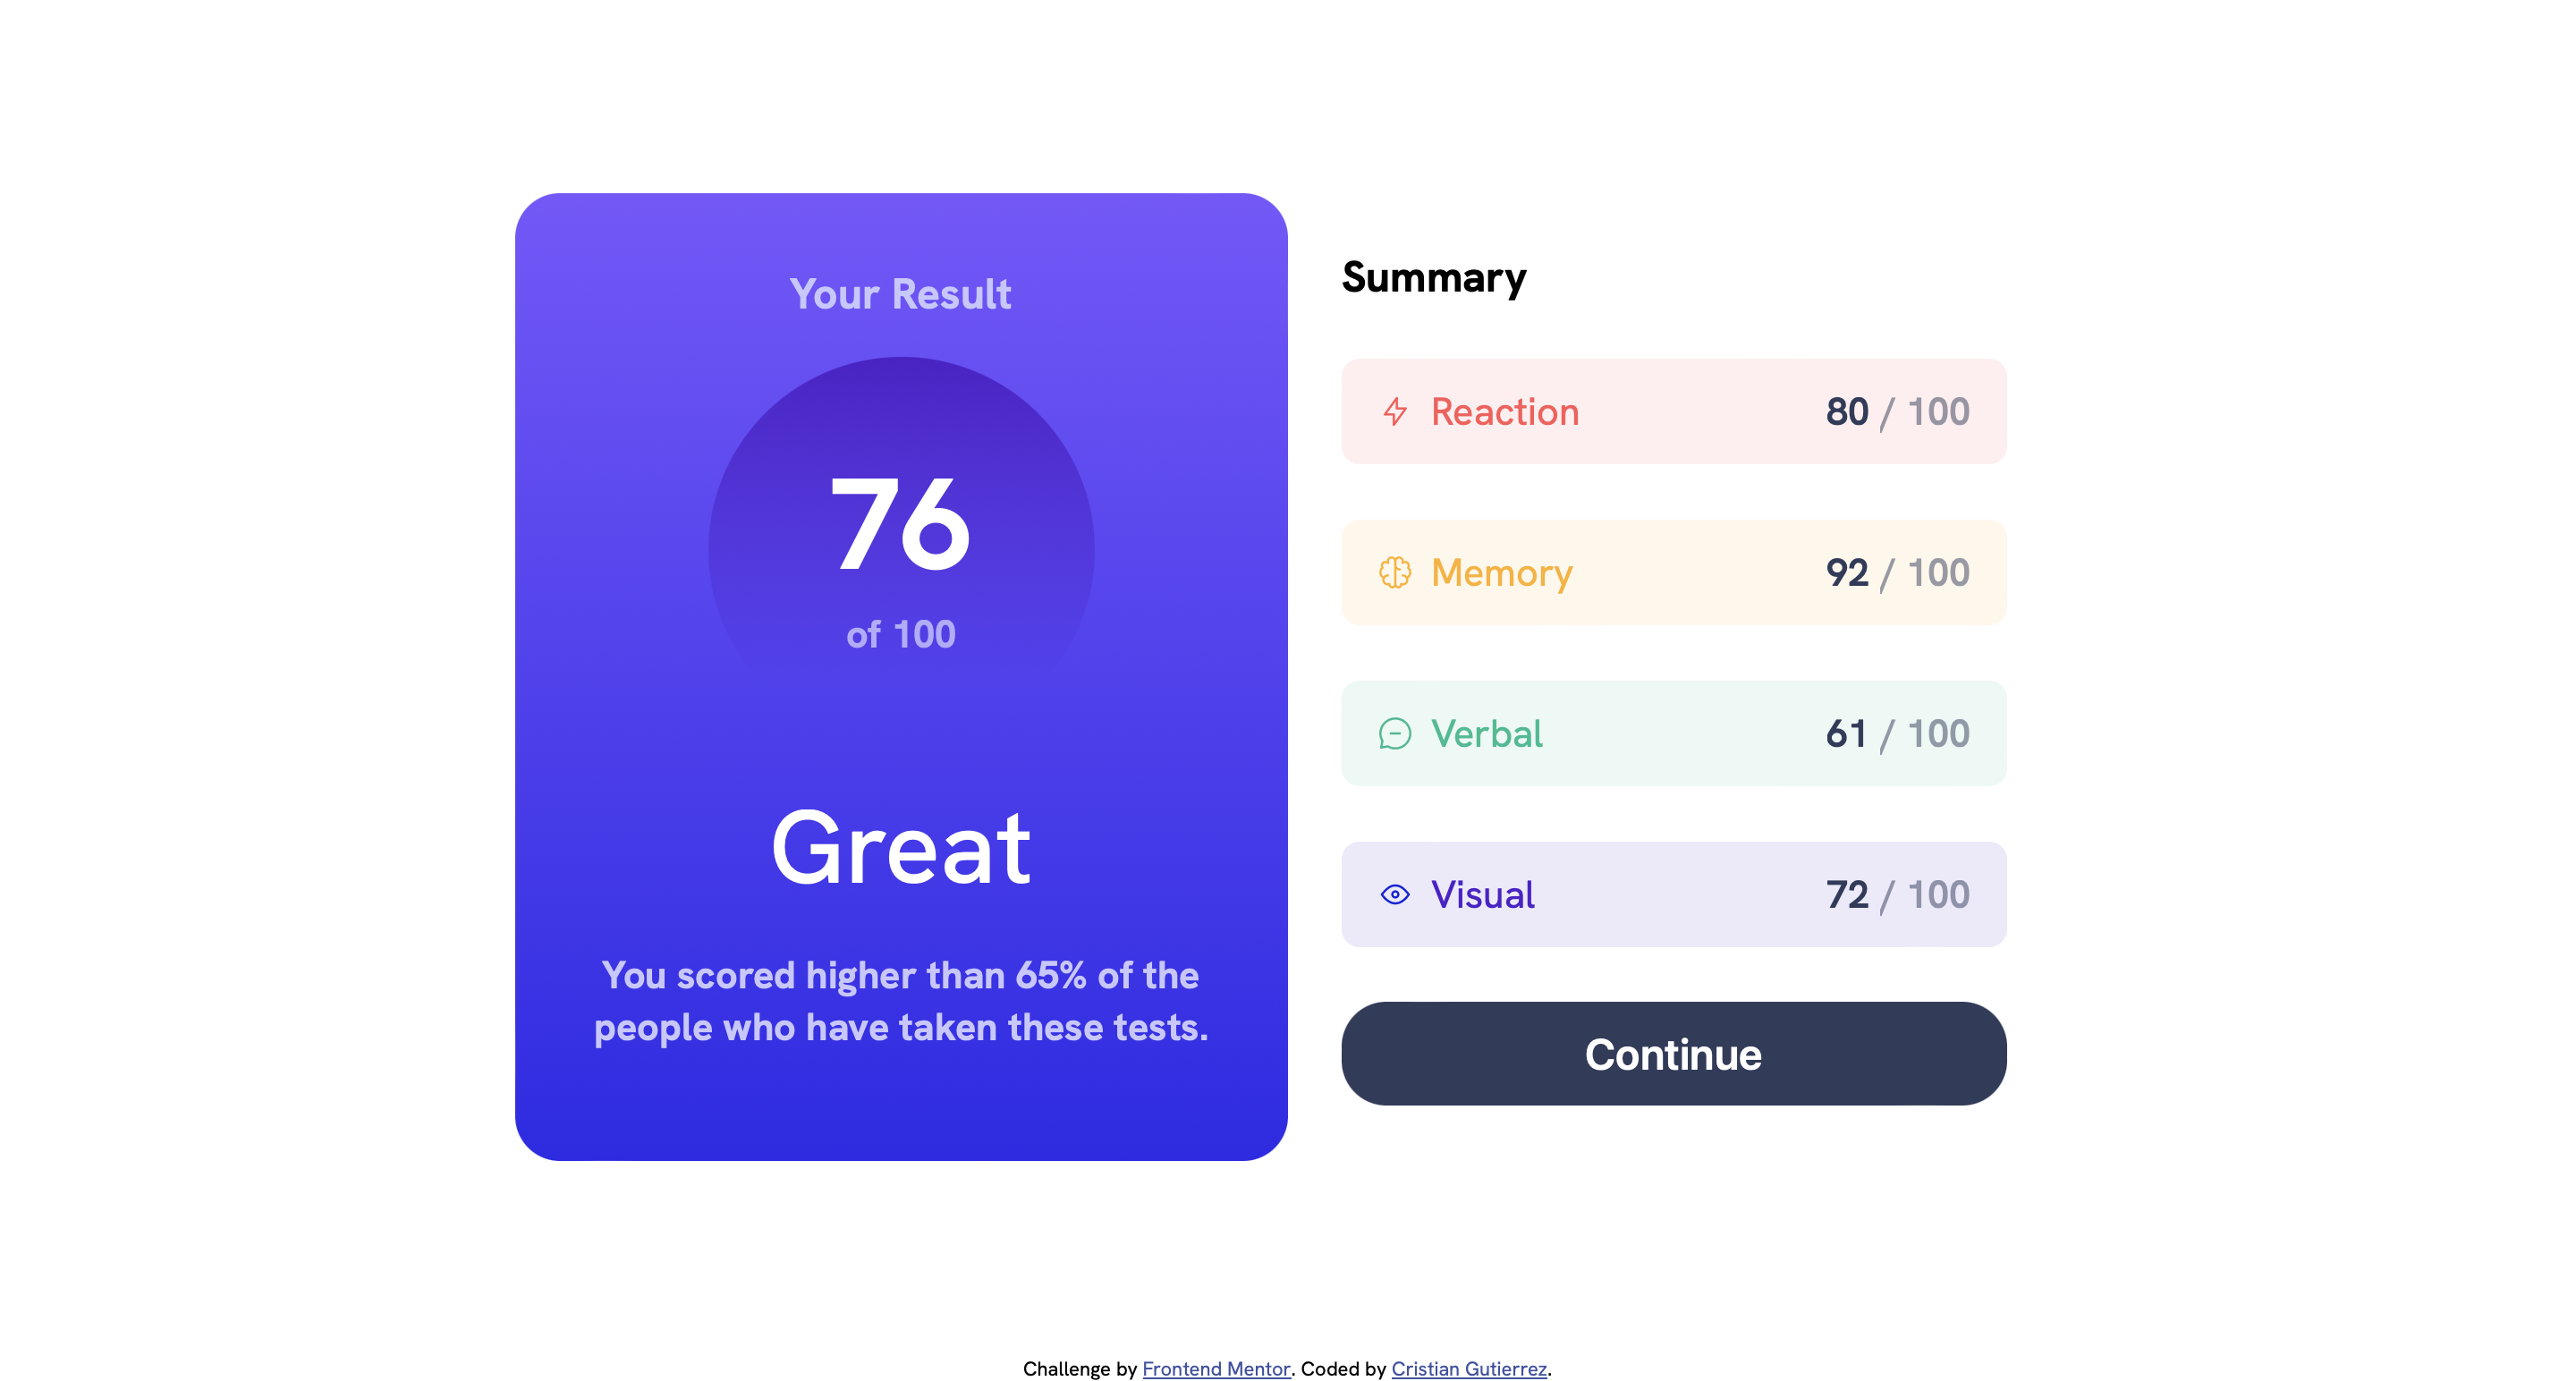 Your Result
76
of 100
Great
You scored higher than 65% of the
people who have taken these tests.
Summary
Reaction 80 / 100
Memory 92 / 100
Verbal 61 / 100
Visual 72 / 100
Continue
Challenge by Frontend Mentor. Coded by Cristian Gutierrez.